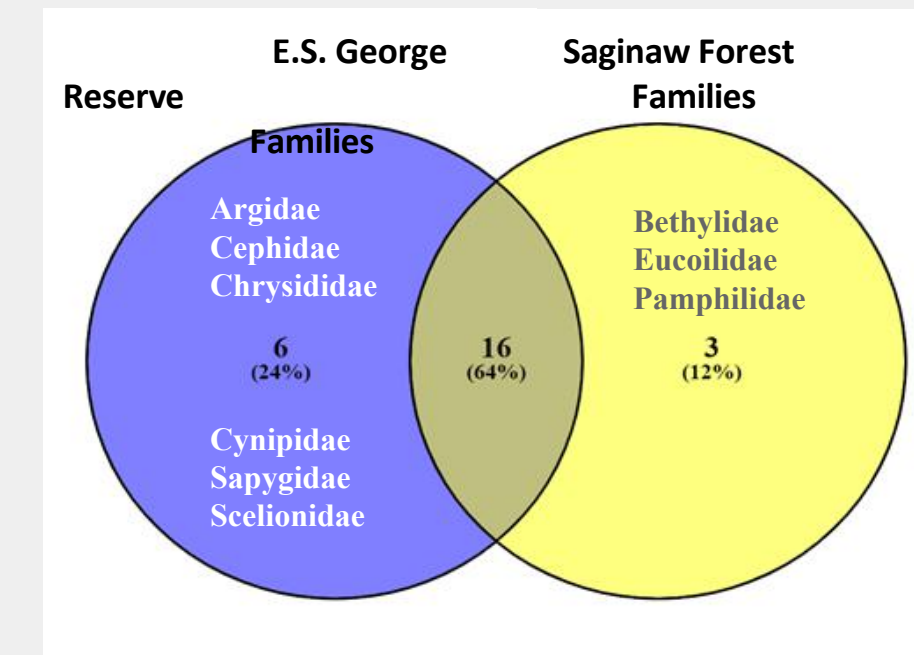 E.S. George
Reserve
Families
Saginaw Forest
Families
Argidae
Cephidae
Chrysididae
6
(24%)
Cynipidae
Sapygidae
Scelionidae
16
(64%)
Bethylidae
Eucoilidae
Pamphilidae
3
(12%)